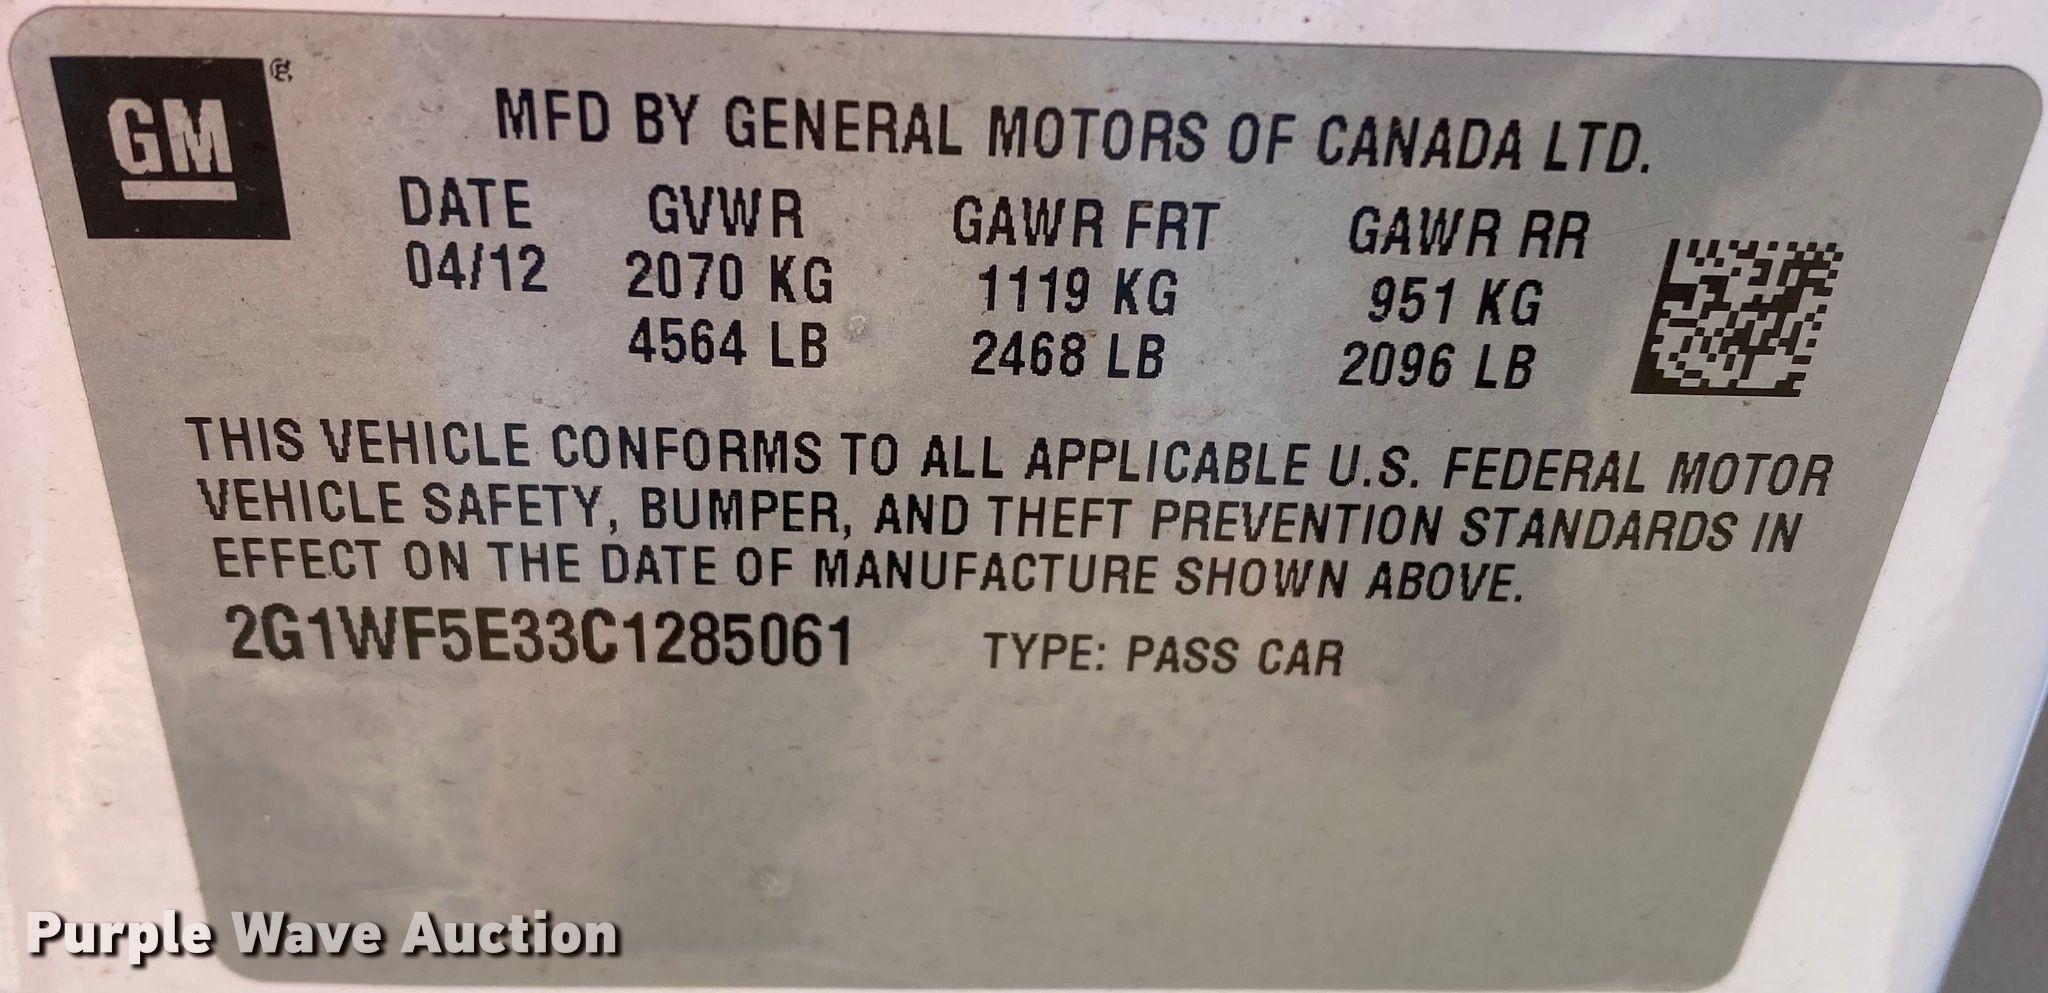 GM®
MFD BY GENERAL MOTORS OF CANADA LTD.
DATE GVWR GAWR FRT GAWR RR
04/12 2070 KG 1119 KG 951 KG
4564 LB 2468 LB 2096 LB
THIS VEHICLE CONFORMS TO ALL APPLICABLE U.S. FEDERAL MOTOR
VEHICLE SAFETY, BUMPER, AND THEFT PREVENTION STANDARDS IN
EFFECT ON THE DATE OF MANUFACTURE SHOWN ABOVE.
2G1WF5E33C1285061 TYPE: PASS CAR
Purple Wave Auction